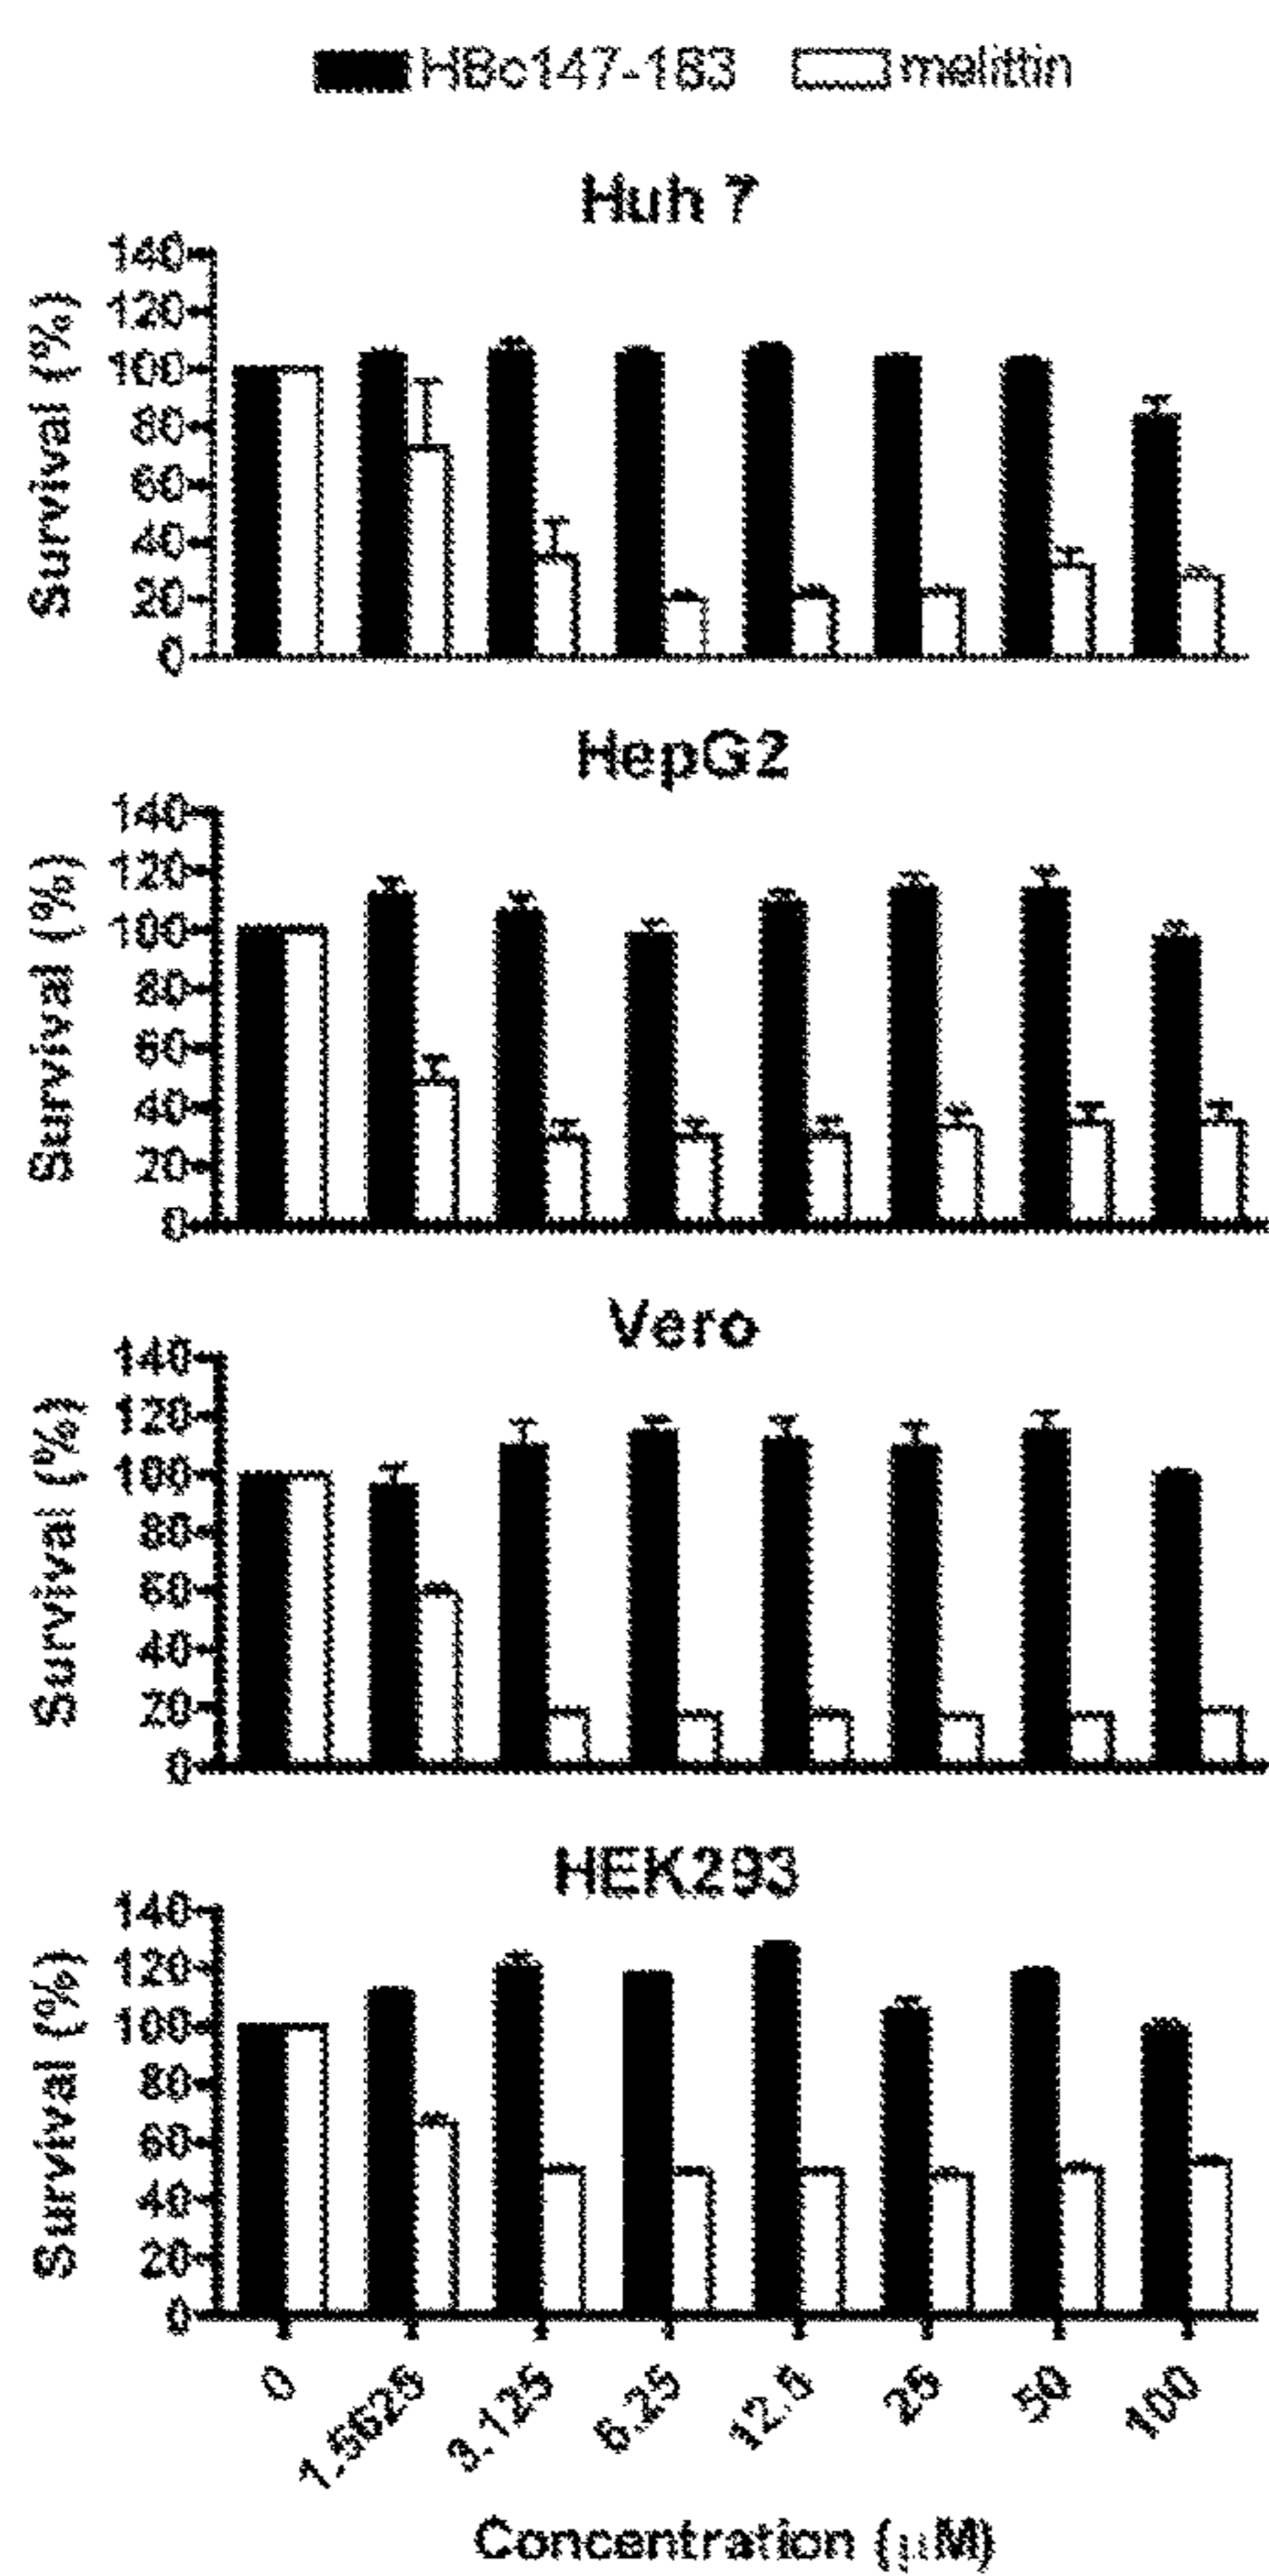 HBc147-183 melittin
Huh 7
Survival (%)
140
120
100
80
60
40
20
0
HepG2
Survival (%)
140
120
100
80
60
40
20
0
Vero
Survival (%)
140
120
100
80
60
40
20
0
HEK293
Survival (%)
140
120
100
80
60
40
20
0
0 1.5625 3.125 6.25 12.5 25 50 100
Concentration (μM)